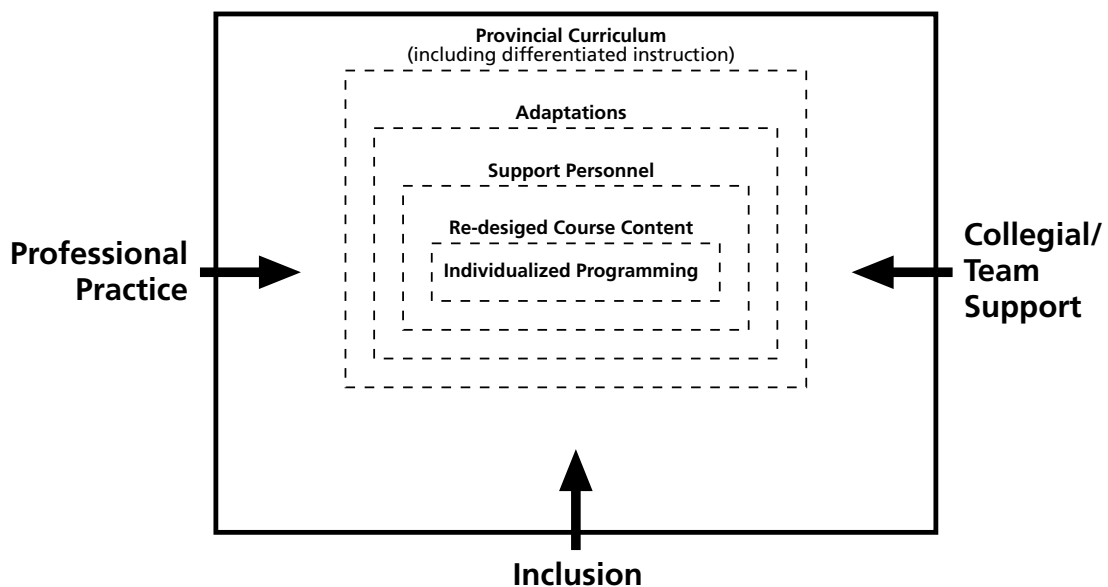 Provincial Curriculum
(including differentiated instruction)
Adaptations
Support Personnel
Re-desiged Course Content
Individualized Programming
Professional
Practice
Collegial/
Team
Support
Inclusion